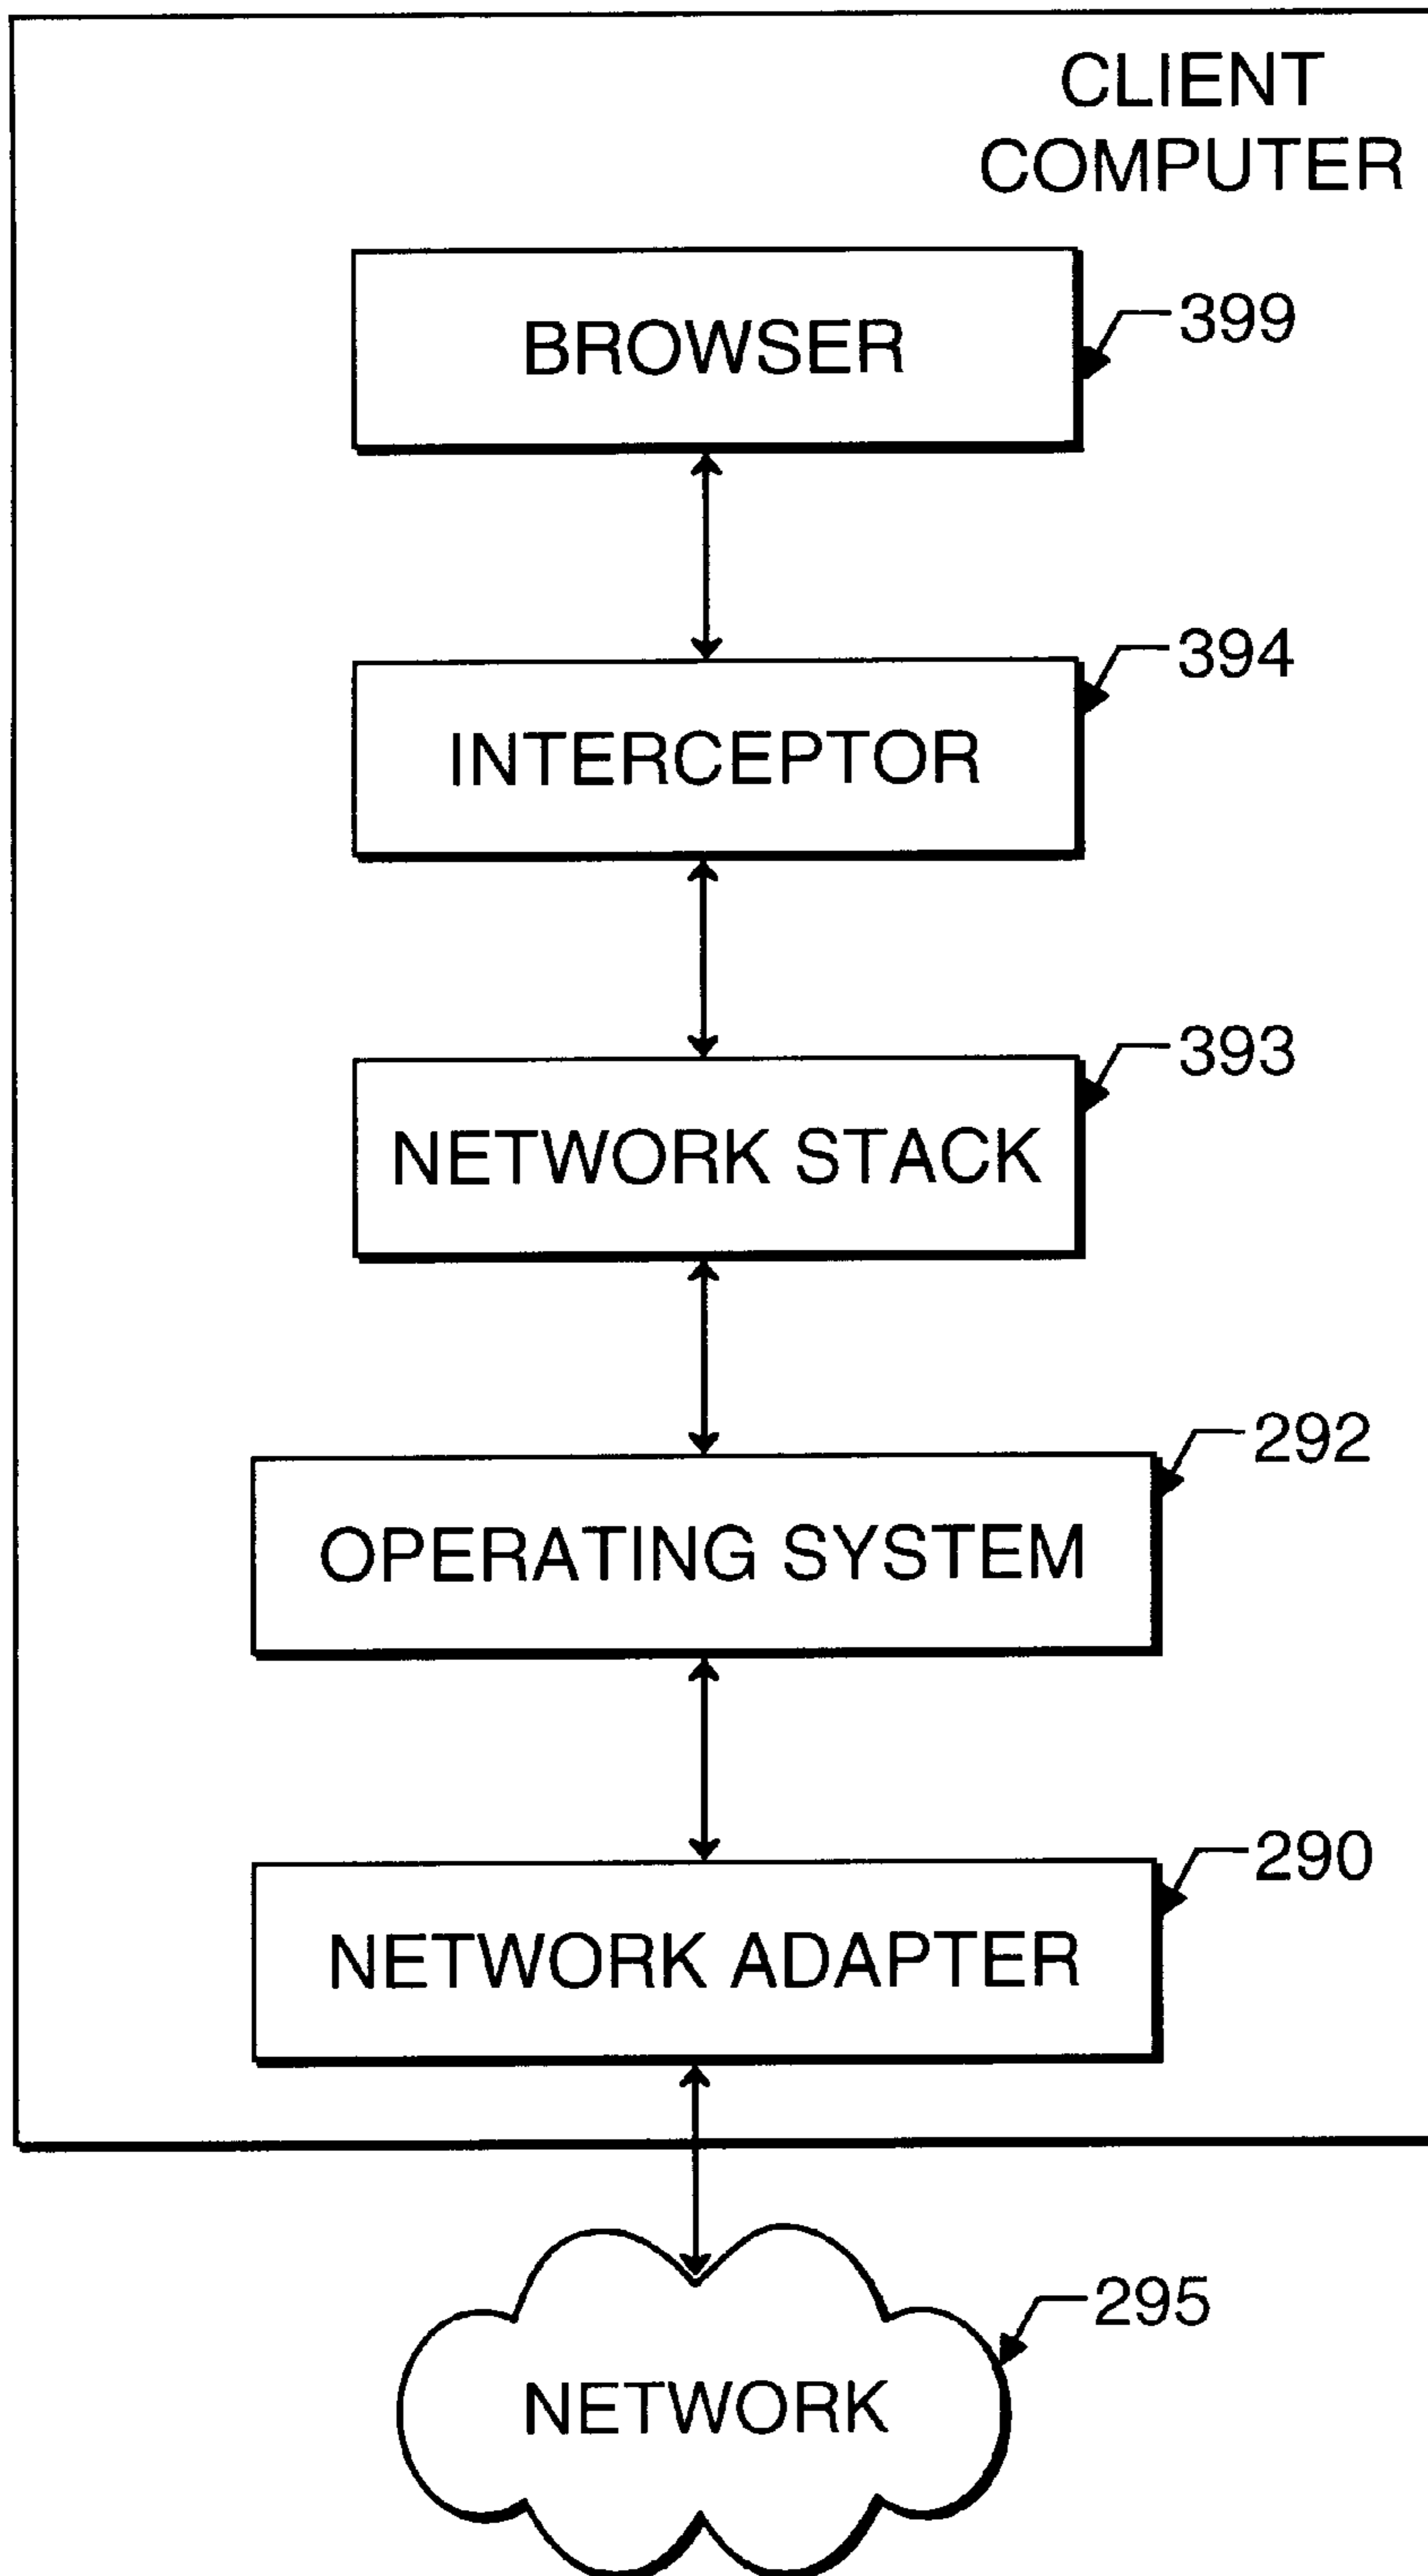 CLIENT
COMPUTER
BROWSER
399
INTERCEPTOR
394
NETWORK STACK
393
OPERATING SYSTEM
292
NETWORK ADAPTER
290
NETWORK
295